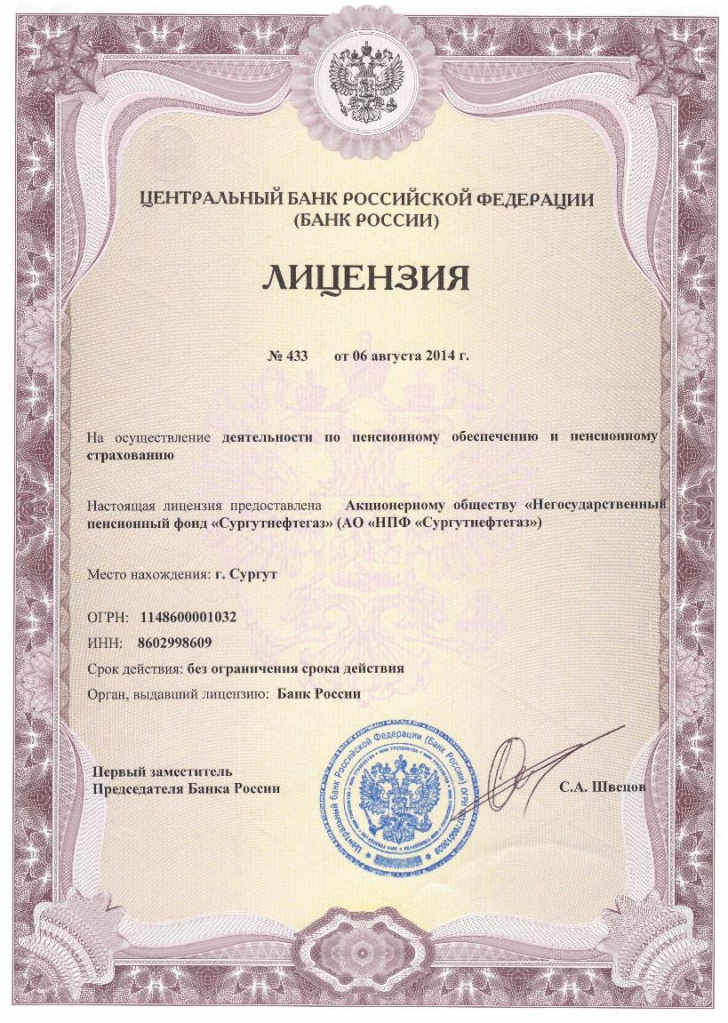 ЦЕНТРАЛЬНЫЙ БАНК РОССИЙСКОЙ ФЕДЕРАЦИИ
(БАНК РОССИИ)
ЛИЦЕНЗИЯ
№ 433 от 06 августа 2014 г.
На осуществление деятельности по пенсионному обеспечению и пенсионному
страхованию
Настоящая лицензия предоставлена Акционерному обществу «Негосударственный
пенсионный фонд «Сургутнефтегаз» (АО «НПФ «Сургутнефтегаз»)
Место нахождения: г. Сургут
ОГРН: 1148600001032
ИНН: 8602998609
Срок действия: без ограничения срока действия
Орган, выдавший лицензию: Банк России
Первый заместитель
Председателя Банка России
С.А. Швецов
Центральный банк Российской Федерации (Банк России)